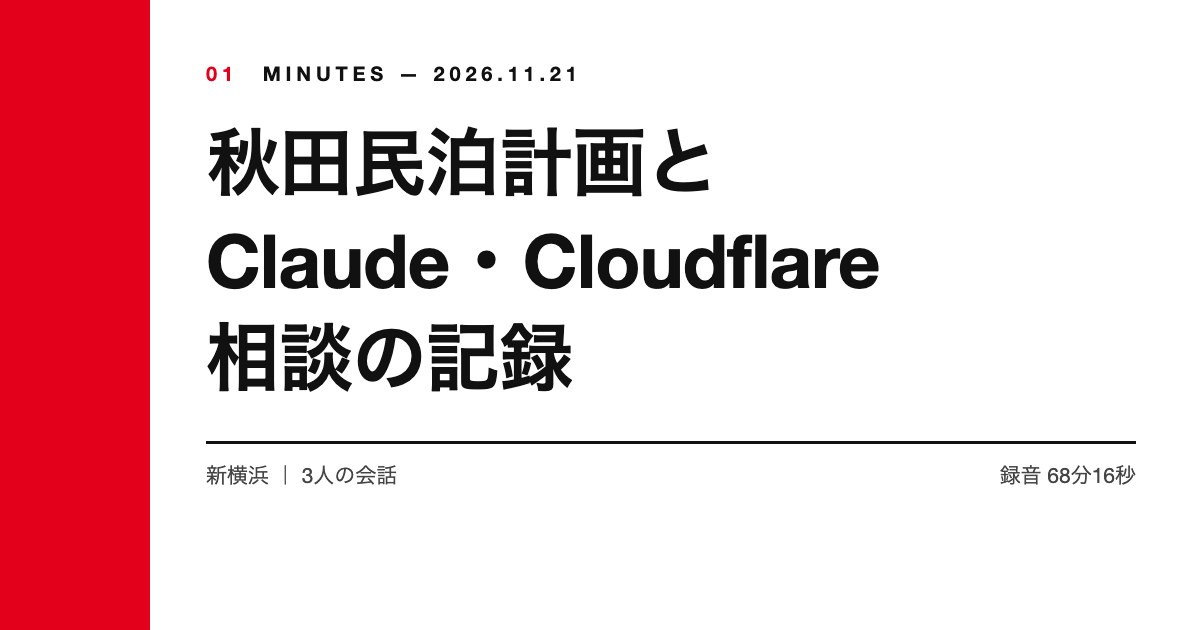 01 MINUTES — 2026.11.21
秋田民泊計画と
Claude・Cloudflare
相談の記録
新横浜｜3人の会話
録音 68分16秒